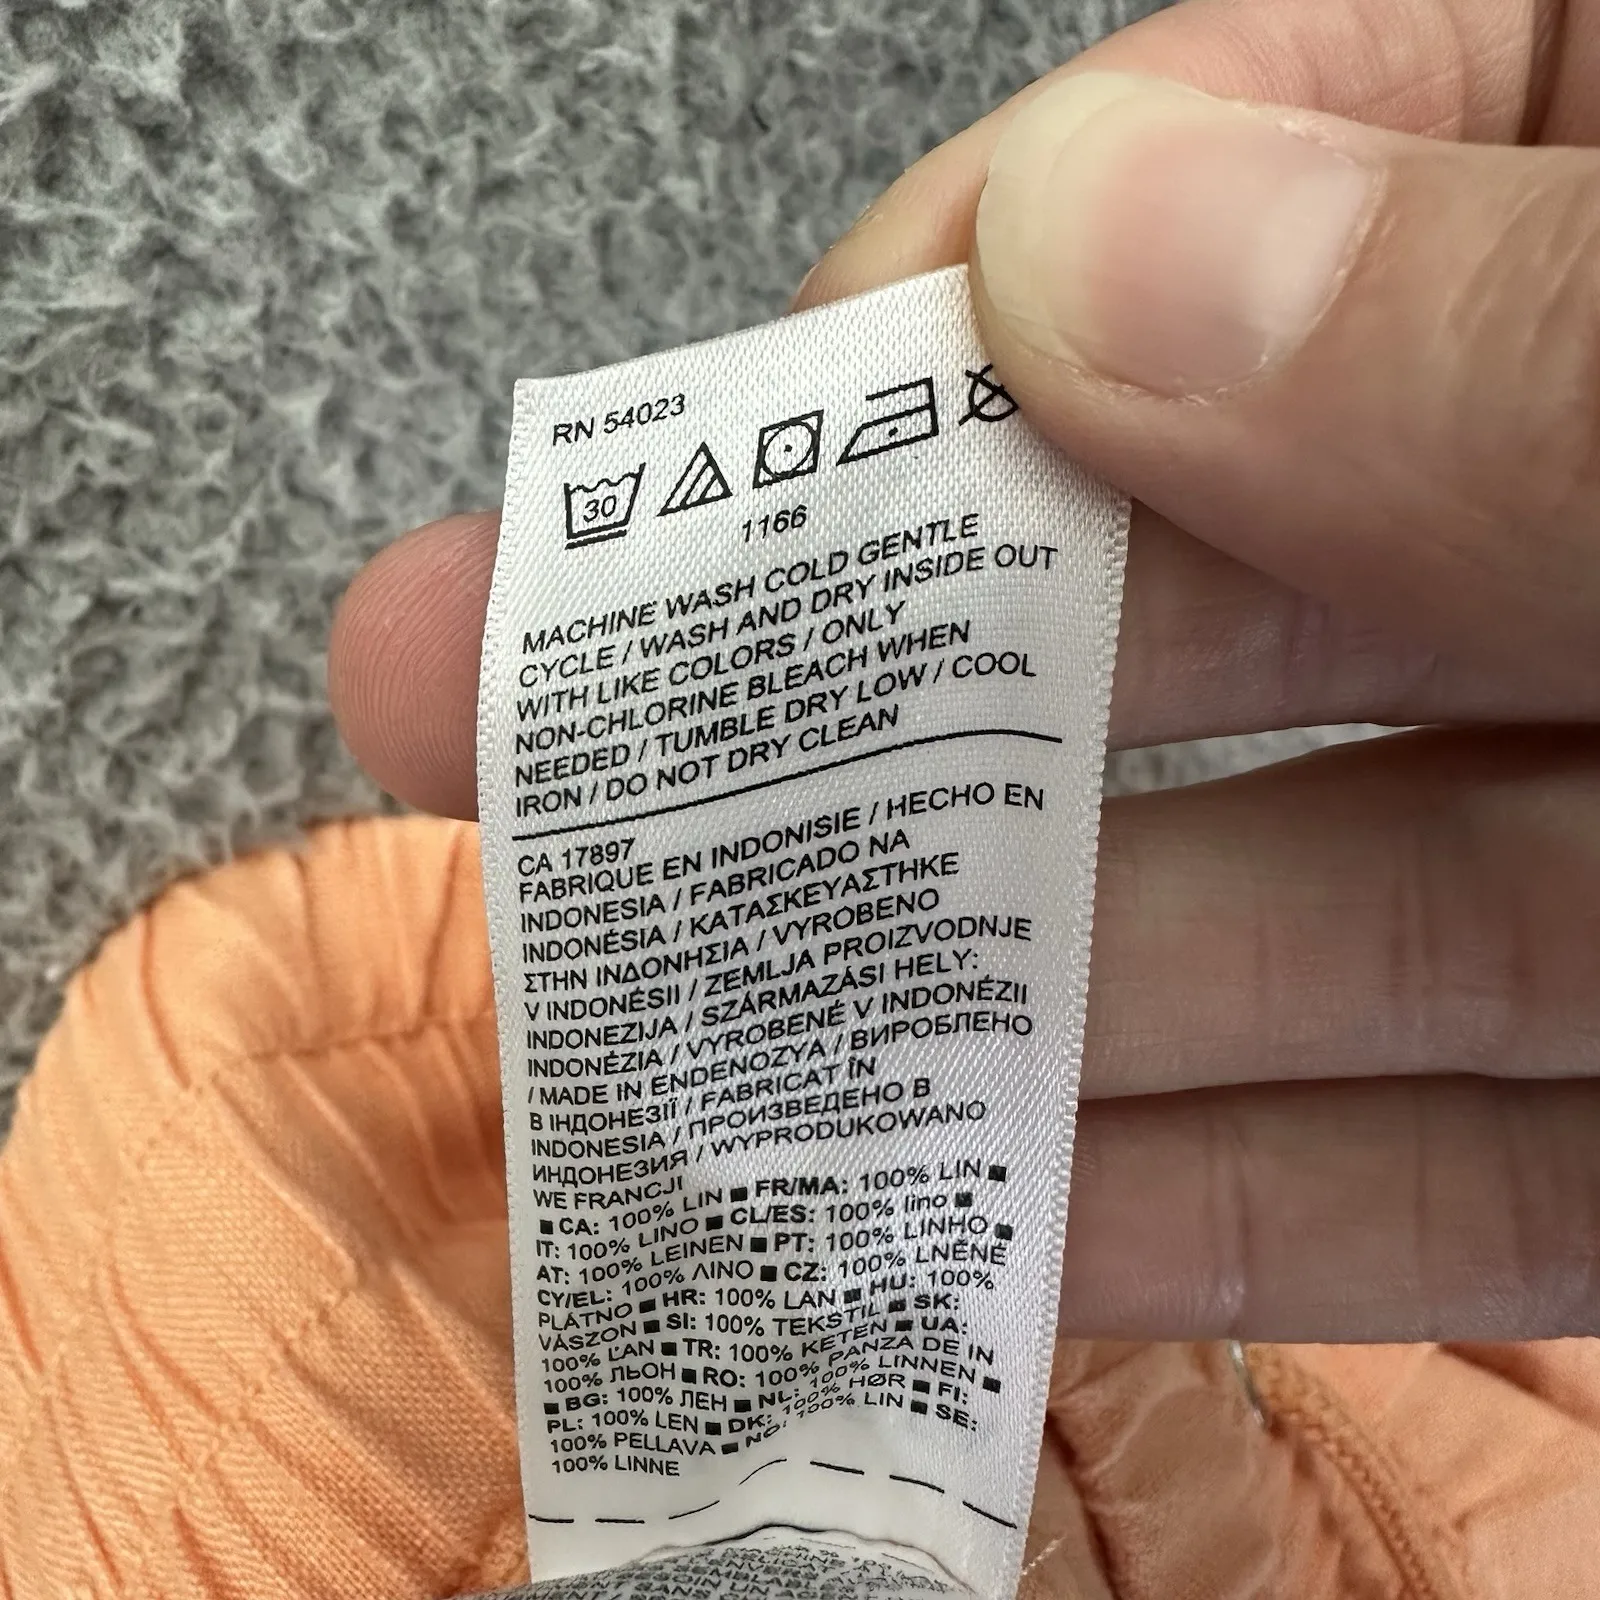 RN 54023
30
1166
MACHINE WASH COLD GENTLE
CYCLE / WASH AND DRY INSIDE OUT
WITH LIKE COLORS / ONLY
NON-CHLORINE BLEACH WHEN
NEEDED / TUMBLE DRY LOW / COOL
IRON / DO NOT DRY CLEAN
CA 17897
FABRIQUE EN INDONISIE / HECHO EN
INDONESIA / FABRICADO NA
INDONÉSIA / ΚΑΤΑΣΚΕΥΑΣΤΗΚΕ
ΣΤΗΝ ΙΝΔΟΝΗΣΙΑ / VYROBENO
V INDONÉSII / ZEMLJA PROIZVODNJE
INDONEZIJA / SZÁRMAZÁSI HELY:
INDONÉZIA / VYROBENÉ V INDONÉZII
/ MADE IN ENDENOZYA / ВИРОБЛЕНО
В ІНДОНЕЗІЇ / FABRICAT ÎN
INDONESIA / ПРОИЗВЕДЕНО В
ИНДОНЕЗИЯ / WYPRODUKOWANO
WE FRANCJI
■ CA: 100% LIN ■ FR/MA: 100% LIN ■
IT: 100% LINO ■ CL/ES: 100% lino ■
AT: 100% LEINEN ■ PT: 100% LINHO ■
CY/EL: 100% ΛΙΝΟ ■ CZ: 100% LNĚNÉ
PLÁTNO ■ HR: 100% LAN ■ HU: 100%
VÁSZON ■ SI: 100% TEKSTIL ■ SK:
100% ĽAN ■ TR: 100% KETEN ■ UA:
100% ЛЬОН ■ RO: 100% PANZA DE IN
■ BG: 100% ЛЕН ■ NL: 100% LINNEN ■
PL: 100% LEN ■ DK: 100% HØR ■ FI:
100% PELLAVA ■ NO: 100% LIN ■ SE:
100% LINNE